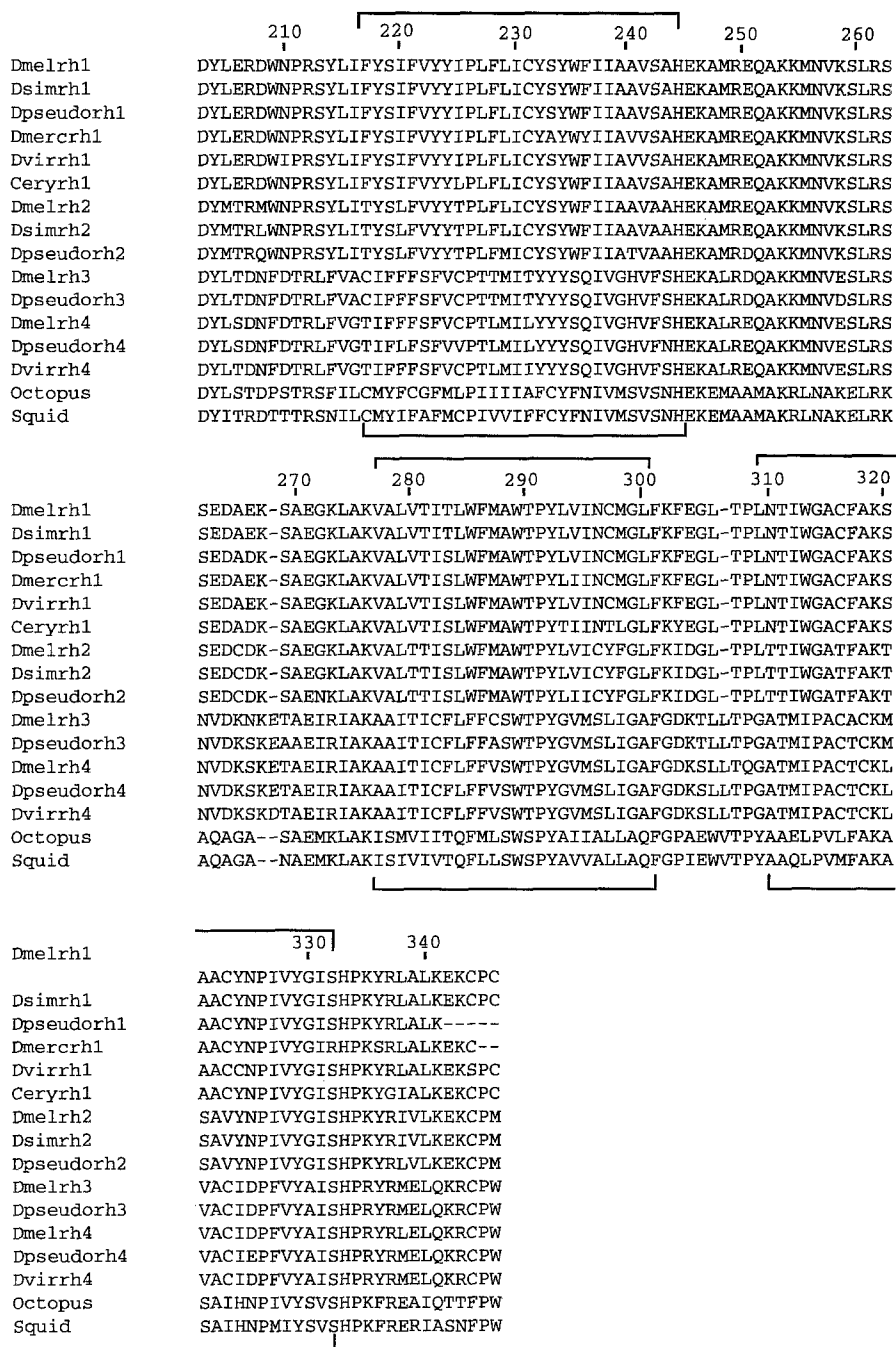 210 220 230 240 250 260
Dmelrh1 DYLERDWNPRSYLIFYSIFVYYIPLFLICYSYWFIIAAVSAHEKAMREQAKKMNVKSLRS
Dsimrh1 DYLERDWNPRSYLIFYSIFVYYIPLFLICYSYWFIIAAVSAHEKAMREQAKKMNVKSLRS
Dpseudorh1 DYLERDWNPRSYLIFYSIFVYYIPLFLICYSYWFIIAAVSAHEKAMREQAKKMNVKSLRS
Dmercrh1 DYLERDWNPRSYLIFYSIFVYYIPLFLICYAYWYIIAVVSAHEKAMREQAKKMNVKSLRS
Dvirrh1 DYLERDWIPRSYLIFYSIFVYYIPLFLICYSYWFIIAVVSAHEKAMREQAKKMNVKSLRS
Ceryrh1 DYLERDWNPRSYLIFYSIFVYYLPLFLICYSYWFIIAAVSAHEKAMREQAKKMNVKSLRS
Dmelrh2 DYMTRMWNPRSYLITYSLFVYYTPLFLICYSYWFIIAAVAAHEKAMREQAKKMNVKSLRS
Dsimrh2 DYMTRLWNPRSYLITYSLFVYYTPLFLICYSYWFIIAAVAAHEKAMREQAKKMNVKSLRS
Dpseudorh2 DYMTRQWNPRSYLITYSLFVYYTPLFMICYSYWFIIATVAAHEKAMRDQAKKMNVKSLRS
Dmelrh3 DYLTDNFDTRLFVACIFFFSFVCPTTMITYYYSQIVGHVFSHEKALRDQAKKMNVESLRS
Dpseudorh3 DYLTDNFDTRLFVACIFFFSFVCPTTMITYYYSQIVGHVFSHEKALRDQAKKMNVDSLRS
Dmelrh4 DYLSDNFDTRLFVGTIFFFSFVCPTLMILYYYSQIVGHVFSHEKALREQAKKMNVESLRS
Dpseudorh4 DYLSDNFDTRLFVGTIFLFSFVVPTLMILYYYSQIVGHVFNHEKALREQAKKMNVESLRS
Dvirrh4 DYLTDNFDTRLFVGTIFFFSFVCPTLMIIYYYSQIVGHVFSHEKALREQAKKMNVESLRS
Octopus DYLSTDPSTRSFILCMYFCGFMLPIIIIAFCYFNIVMSVSNHEKEMAAMAKRLNAKELRK
Squid DYITRDTTTRSNILCMYIFAFMCPIVVIFFCYFNIVMSVSNHEKEMAAMAKRLNAKELRK
270 280 290 300 310 320
Dmelrh1 SEDAEK-SAEGKLAKVALVTITLWFMAWTPYLVINCMGLFKFEGL-TPLNTIWGACFAKS
Dsimrh1 SEDAEK-SAEGKLAKVALVTITLWFMAWTPYLVINCMGLFKFEGL-TPLNTIWGACFAKS
Dpseudorh1 SEDADK-SAEGKLAKVALVTISLWFMAWTPYLVINCMGLFKFEGL-TPLNTIWGACFAKS
Dmercrh1 SEDAEK-SAEGKLAKVALVTISLWFMAWTPYLIINCMGLFKFEGL-TPLNTIWGACFAKS
Dvirrh1 SEDAEK-SAEGKLAKVALVTISLWFMAWTPYLVINCMGLFKFEGL-TPLNTIWGACFAKS
Ceryrh1 SEDADK-SAEGKLAKVALVTISLWFMAWTPYTIINTLGLFKYEGL-TPLNTIWGACFAKS
Dmelrh2 SEDCDK-SAEGKLAKVALTTISLWFMAWTPYLVICYFGLFKIDGL-TPLTTIWGATFAKT
Dsimrh2 SEDCDK-SAEGKLAKVALTTISLWFMAWTPYLVICYFGLFKIDGL-TPLTTIWGATFAKT
Dpseudorh2 SEDCDK-SAENKLAKVALTTISLWFMAWTPYLIICYFGLFKIDGL-TPLTTIWGATFAKT
Dmelrh3 NVDKNKETAEIRIAKAAITICFLFFCSWTPYGVMSLIGAFGDKTLLTPGATMIPACACKM
Dpseudorh3 NVDKSKEAAEIRIAKAAITICFLFFASWTPYGVMSLIGAFGDKTLLTPGATMIPACTCKM
Dmelrh4 NVDKSKETAEIRIAKAAITICFLFFVSWTPYGVMSLIGAFGDKSLLTQGATMIPACTCKL
Dpseudorh4 NVDKSKETAEIRIAKAAITICFLFFVSWTPYGVMSLIGAFGDKSLLTPGATMIPACTCKL
Dvirrh4 NVDKSKDTAEIRIAKAAITICFLFFVSWTPYGVMSLIGAFGDKSLLTPGATMIPACTCKL
Octopus AQAGA--SAEMKLAKISMVIITQFMLSWSPYAIIALLAQFGPAEWVTPYAAELPVLFAKA
Squid AQAGA--NAEMKLAKISIVIVTQFLLSWSPYAVVALLAQFGPIEWVTPYAAQLPVMFAKA
330 340
Dmelrh1
AACYNPIVYGISHPKYRLALKEKCPC
Dsimrh1 AACYNPIVYGISHPKYRLALKEKCPC
Dpseudorh1 AACYNPIVYGISHPKYRLALK-----
Dmercrh1 AACYNPIVYGIRHPKSRLALKEKC--
Dvirrh1 AACCNPIVYGISHPKYRLALKEKSPC
Ceryrh1 AACYNPIVYGISHPKYGIALKEKCPC
Dmelrh2 SAVYNPIVYGISHPKYRIVLKEKCPM
Dsimrh2 SAVYNPIVYGISHPKYRIVLKEKCPM
Dpseudorh2 SAVYNPIVYGISHPKYRLVLKEKCPM
Dmelrh3 VACIDPFVYAISHPRYRMELQKRCPW
Dpseudorh3 VACIDPFVYAISHPRYRMELQKRCPW
Dmelrh4 VACIDPFVYAISHPRYRLELQKRCPW
Dpseudorh4 VACIEPFVYAISHPRYRMELQKRCPW
Dvirrh4 VACIDPFVYAISHPRYRMELQKRCPW
Octopus SAIHNPIVYSVSHPKFREAIQTTFPW
Squid SAIHNPMIYSVSHPKFRERIASNFPW